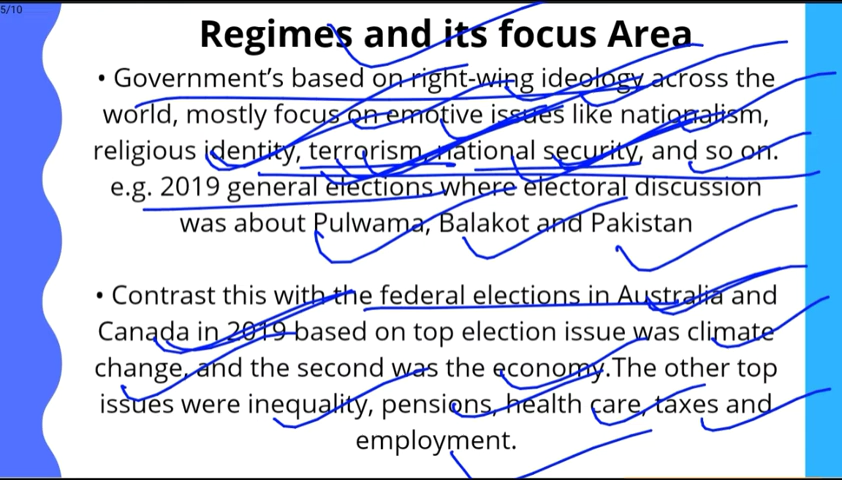 5/10
Regimes and its focus Area
• Government’s based on right-wing ideology across the
world, mostly focus on emotive issues like nationalism,
religious identity, terrorism, national security, and so on.
e.g. 2019 general elections where electoral discussion
was about Pulwama, Balakot and Pakistan
• Contrast this with the federal elections in Australia and
Canada in 2019 based on top election issue was climate
change, and the second was the economy.The other top
issues were inequality, pensions, health care, taxes and
employment.